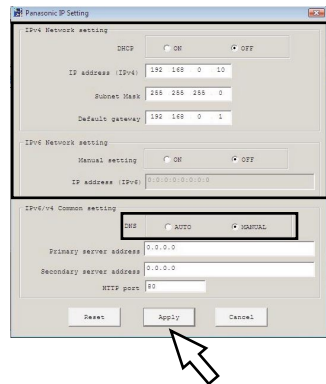 Panasonic IP Setting
IPv4 Network setting
DHCP ON OFF
IP address (IPv4) 192 168 0 10
Subnet Mask 255 255 255 0
Default gateway 192 168 0 1
IPv6 Network setting
Manual setting ON OFF
IP address (IPv6) 0:0:0:0:0:0:0:0
IPv6/v4 Common setting
DNS AUTO MANUAL
Primary server address 0.0.0.0
Secondary server address 0.0.0.0
HTTP port 80
Reset Apply Cancel